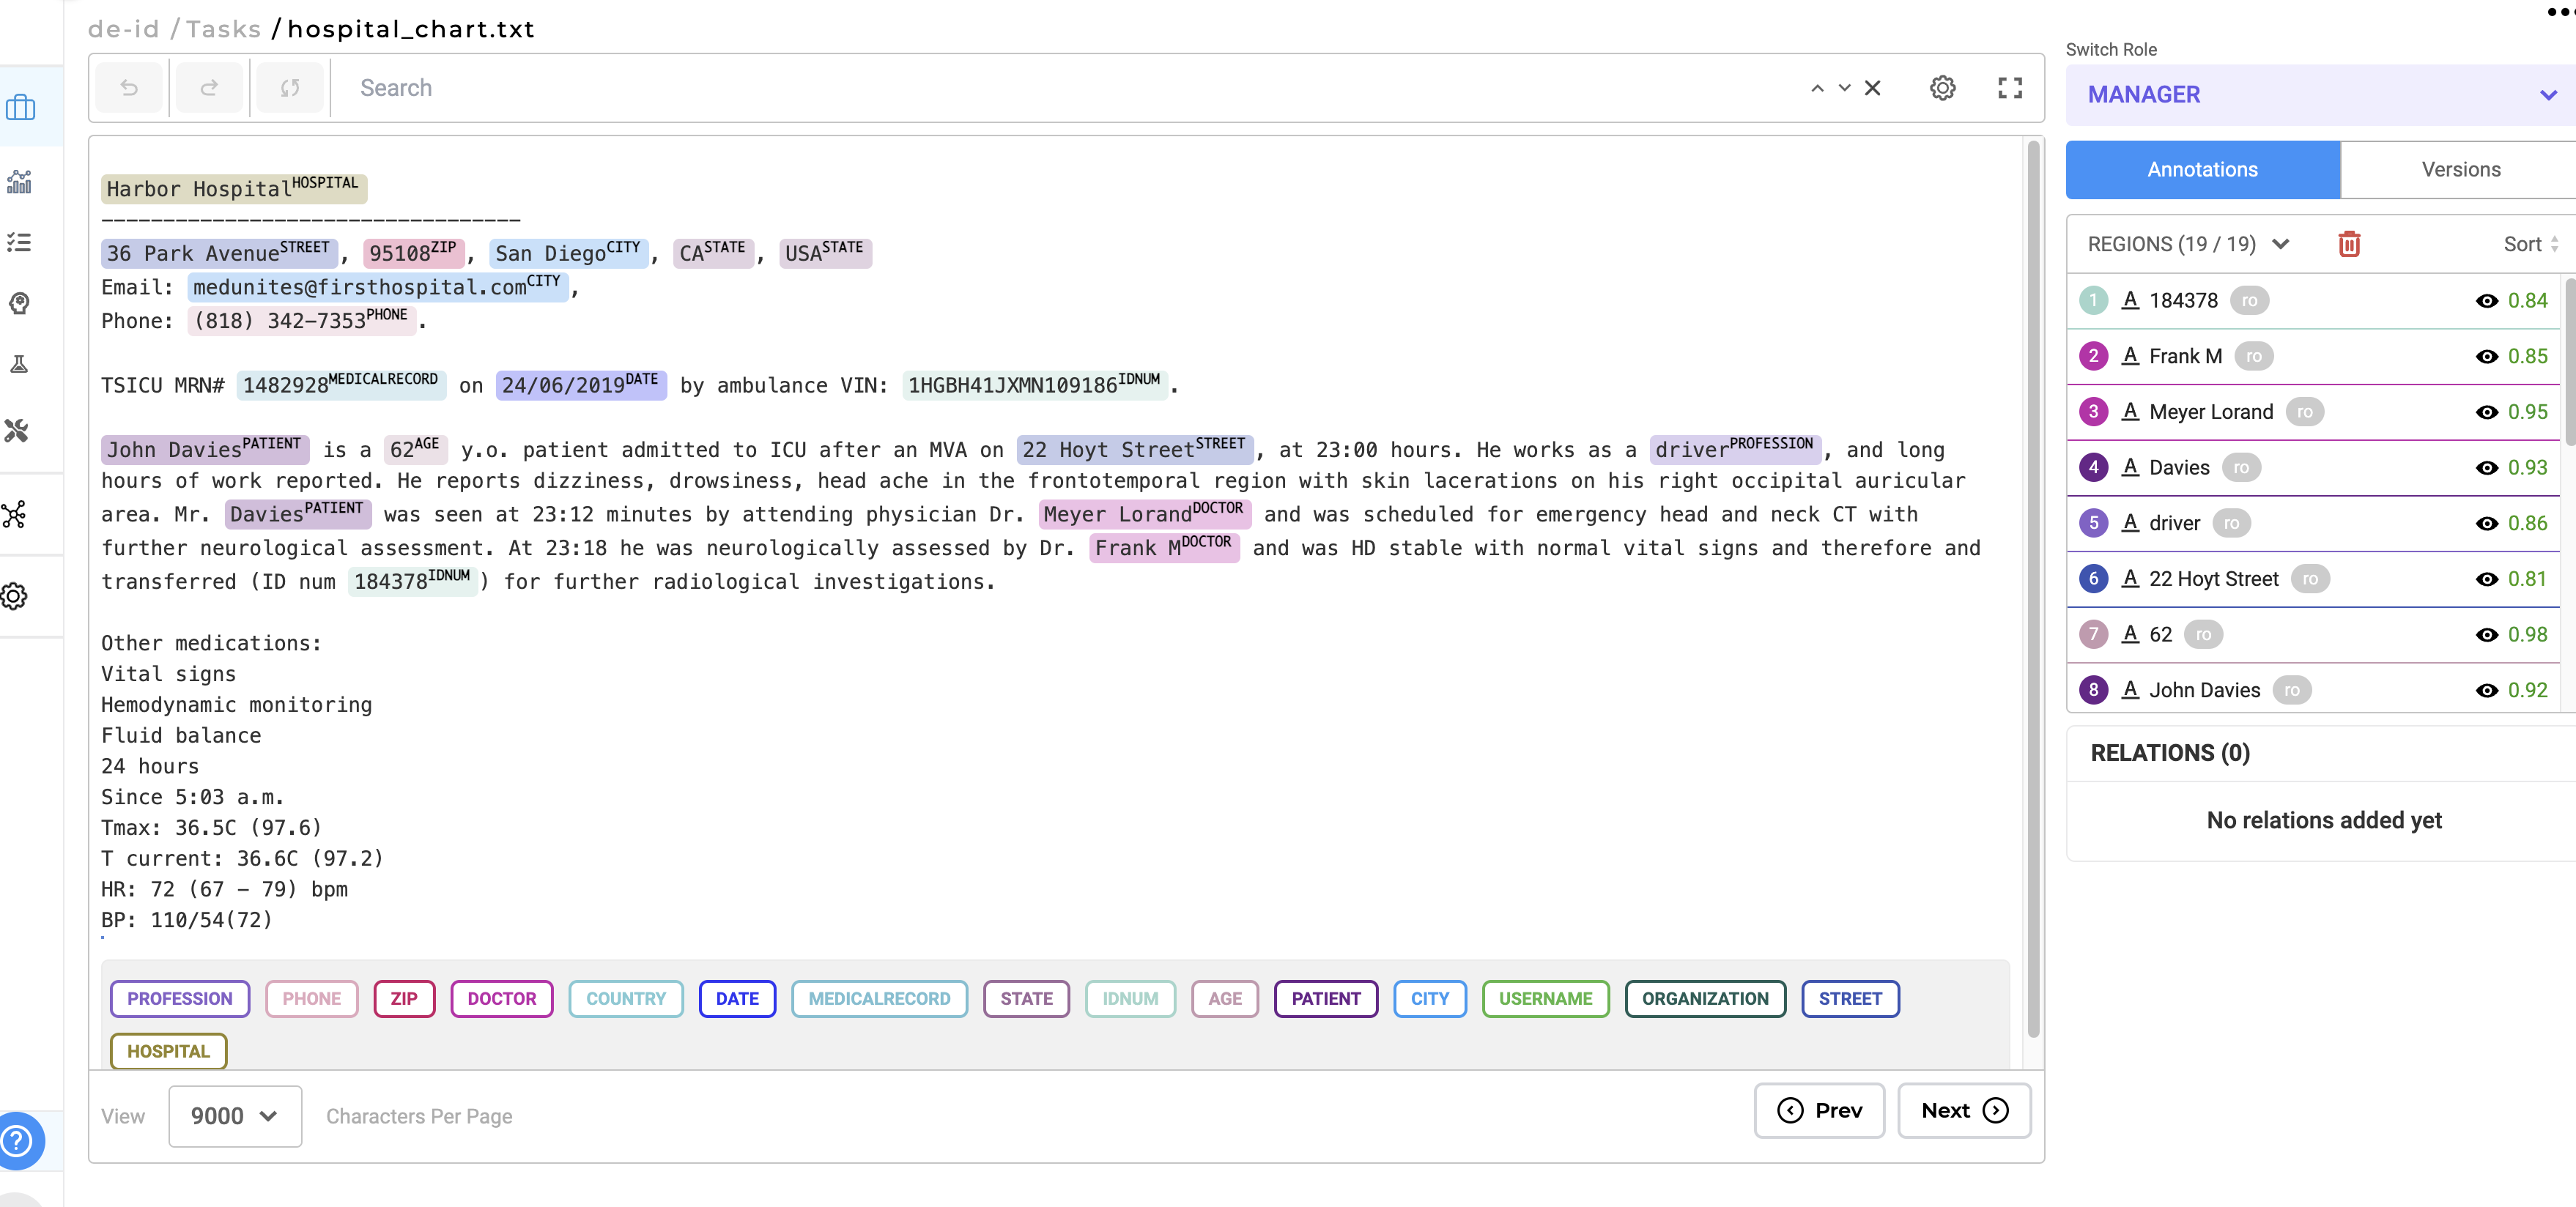 de-id / Tasks / hospital_chart.txt
Search
Harbor Hospital HOSPITAL
----------------------------------
36 Park Avenue STREET, 95108 ZIP, San Diego CITY, CA STATE, USA STATE
Email: medunites@firsthospital.com CITY,
Phone: (818) 342-7353 PHONE.
TSICU MRN# 1482928 MEDICALRECORD on 24/06/2019 DATE by ambulance VIN: 1HGBH41JXMN109186 IDNUM.
John Davies PATIENT is a 62 AGE y.o. patient admitted to ICU after an MVA on 22 Hoyt Street STREET, at 23:00 hours. He works as a driver PROFESSION, and long
hours of work reported. He reports dizziness, drowsiness, head ache in the frontotemporal region with skin lacerations on his right occipital auricular
area. Mr. Davies PATIENT was seen at 23:12 minutes by attending physician Dr. Meyer Lorand DOCTOR and was scheduled for emergency head and neck CT with
further neurological assessment. At 23:18 he was neurologically assessed by Dr. Frank M DOCTOR and was HD stable with normal vital signs and therefore and
transferred (ID num 184378 IDNUM) for further radiological investigations.
Other medications:
Vital signs
Hemodynamic monitoring
Fluid balance
24 hours
Since 5:03 a.m.
Tmax: 36.5C (97.6)
T current: 36.6C (97.2)
HR: 72 (67 - 79) bpm
BP: 110/54(72)
PROFESSION PHONE ZIP DOCTOR COUNTRY DATE MEDICALRECORD STATE IDNUM AGE PATIENT CITY USERNAME ORGANIZATION STREET
HOSPITAL
View 9000 Characters Per Page
Prev Next
Switch Role
MANAGER
Annotations Versions
REGIONS (19 / 19) Sort
1 A 184378 ro 0.84
2 A Frank M ro 0.85
3 A Meyer Lorand ro 0.95
4 A Davies ro 0.93
5 A driver ro 0.86
6 A 22 Hoyt Street ro 0.81
7 A 62 ro 0.98
8 A John Davies ro 0.92
RELATIONS (0)
No relations added yet